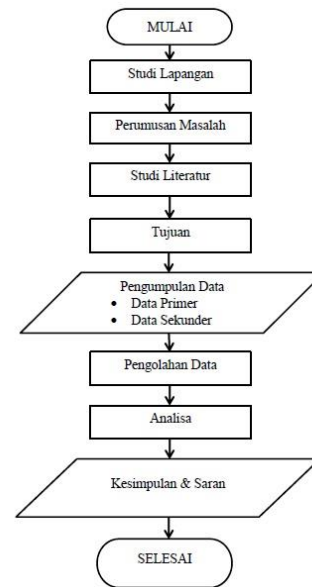 MULAI
Studi Lapangan
Perumusan Masalah
Studi Literatur
Tujuan
Pengumpulan Data
• Data Primer
• Data Sekunder
Pengolahan Data
Analisa
Kesimpulan & Saran
SELESAI